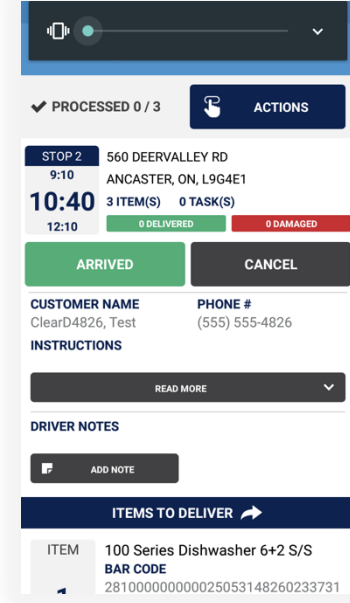 PROCESSED 0 / 3
ACTIONS
STOP 2
9:10
10:40
12:10
560 DEERVALLEY RD
ANCASTER, ON, L9G4E1
3 ITEM(S) 0 TASK(S)
0 DELIVERED 0 DAMAGED
ARRIVED CANCEL
CUSTOMER NAME PHONE #
ClearD4826, Test (555) 555-4826
INSTRUCTIONS
READ MORE
DRIVER NOTES
ADD NOTE
ITEMS TO DELIVER
ITEM
1
100 Series Dishwasher 6+2 S/S
BAR CODE
281000000000025053148260233731